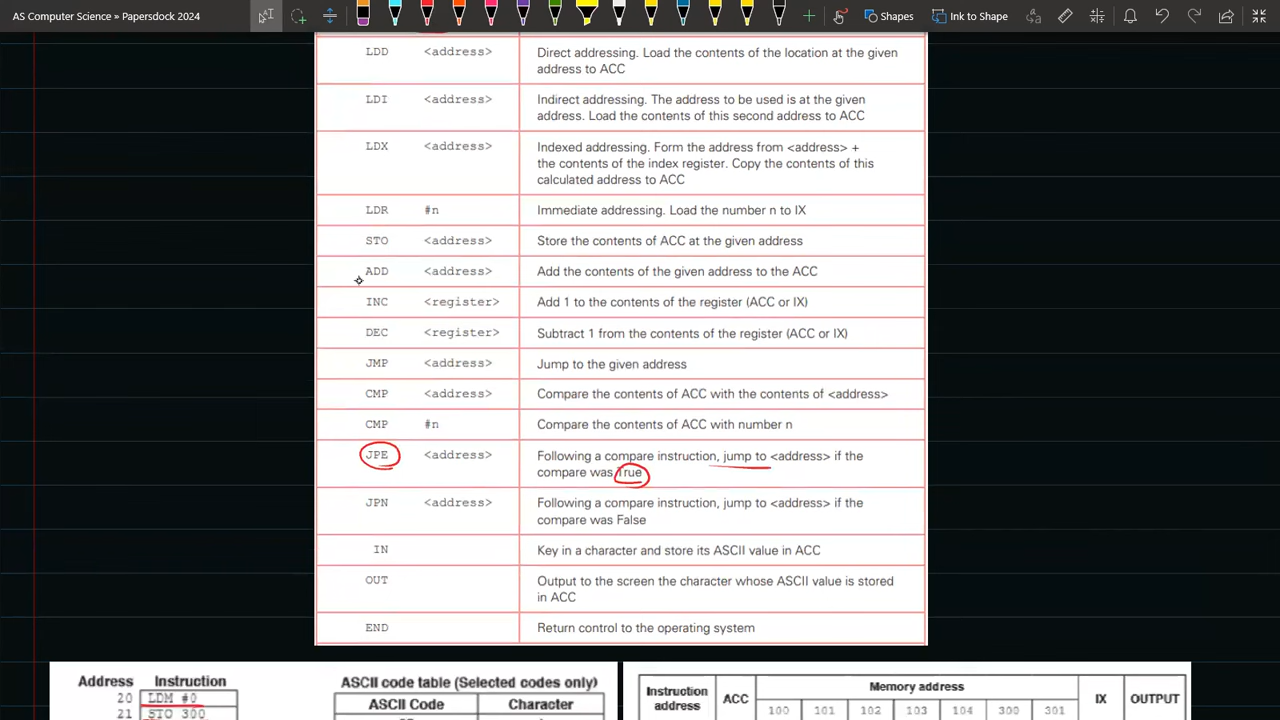 AS Computer Science » Papersdock 2024
Shapes
Ink to Shape
LDD <address> Direct addressing. Load the contents of the location at the given
address to ACC
LDI <address> Indirect addressing. The address to be used is at the given
address. Load the contents of this second address to ACC
LDX <address> Indexed addressing. Form the address from <address> +
the contents of the index register. Copy the contents of this
calculated address to ACC
LDR #n Immediate addressing. Load the number n to IX
STO <address> Store the contents of ACC at the given address
ADD <address> Add the contents of the given address to the ACC
INC <register> Add 1 to the contents of the register (ACC or IX)
DEC <register> Subtract 1 from the contents of the register (ACC or IX)
JMP <address> Jump to the given address
CMP <address> Compare the contents of ACC with the contents of <address>
CMP #n Compare the contents of ACC with number n
JPE <address> Following a compare instruction, jump to <address> if the
compare was True
JPN <address> Following a compare instruction, jump to <address> if the
compare was False
IN Key in a character and store its ASCII value in ACC
OUT Output to the screen the character whose ASCII value is stored
in ACC
END Return control to the operating system
Address Instruction
20 LDM #0
21 STO 300
ASCII code table (Selected codes only)
ASCII Code Character
Instruction
address
ACC
Memory address
IX
OUTPUT
100 101 102 103 104 300 301